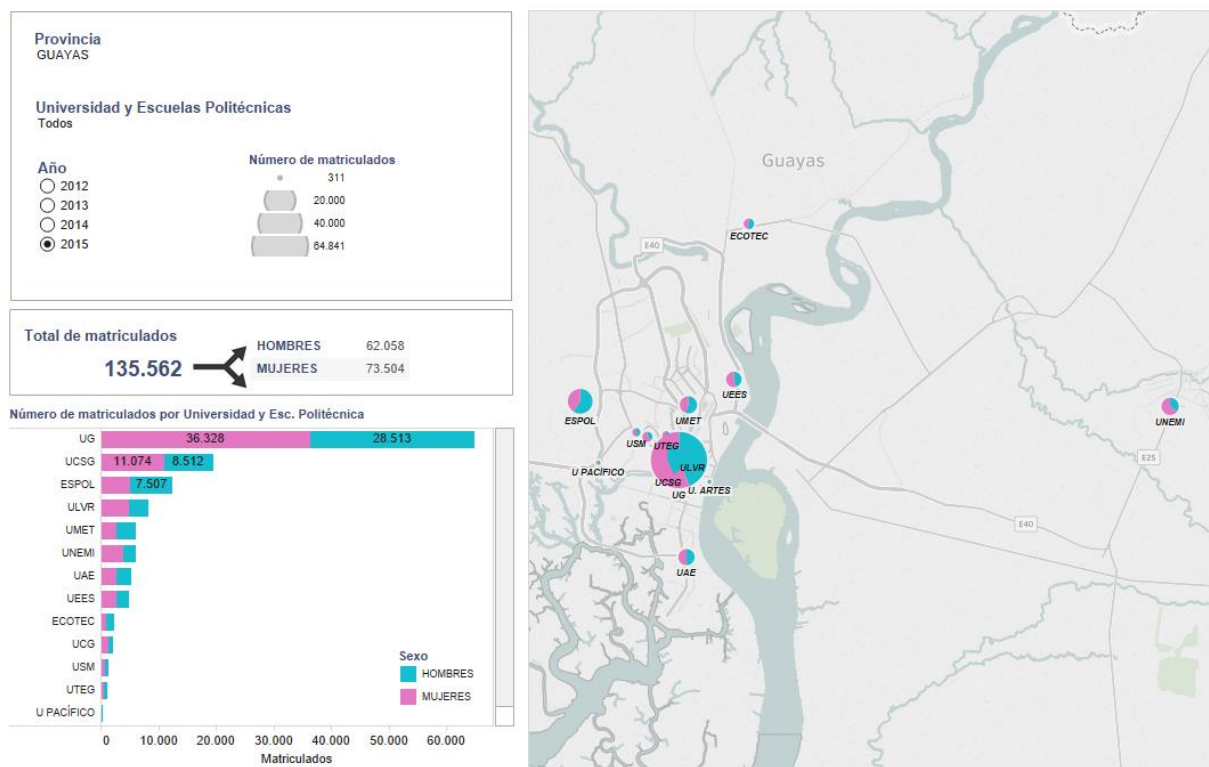 Provincia
GUAYAS
Universidad y Escuelas Politécnicas
Todos
Año
2012
2013
2014
2015
Número de matriculados
311
20.000
40.000
64.841
Total de matriculados
135.562
HOMBRES 62.058
MUJERES 73.504
Número de matriculados por Universidad y Esc. Politécnica
UG 36.328 28.513
UCSG 11.074 8.512
ESPOL 7.507
ULVR
UMET
UNEMI
UAE
UEES
ECOTEC
UCG
USM
UTEG
U PACÍFICO
Sexo
HOMBRES
MUJERES
0 10.000 20.000 30.000 40.000 50.000 60.000
Matriculados
Guayas
ECOTEC
E40
UEES
ESPOL
UMET
UNEMI
USM
UTEG
U PACÍFICO
ULVR
UCSG
U. ARTES
UG
E25
E40
UAE